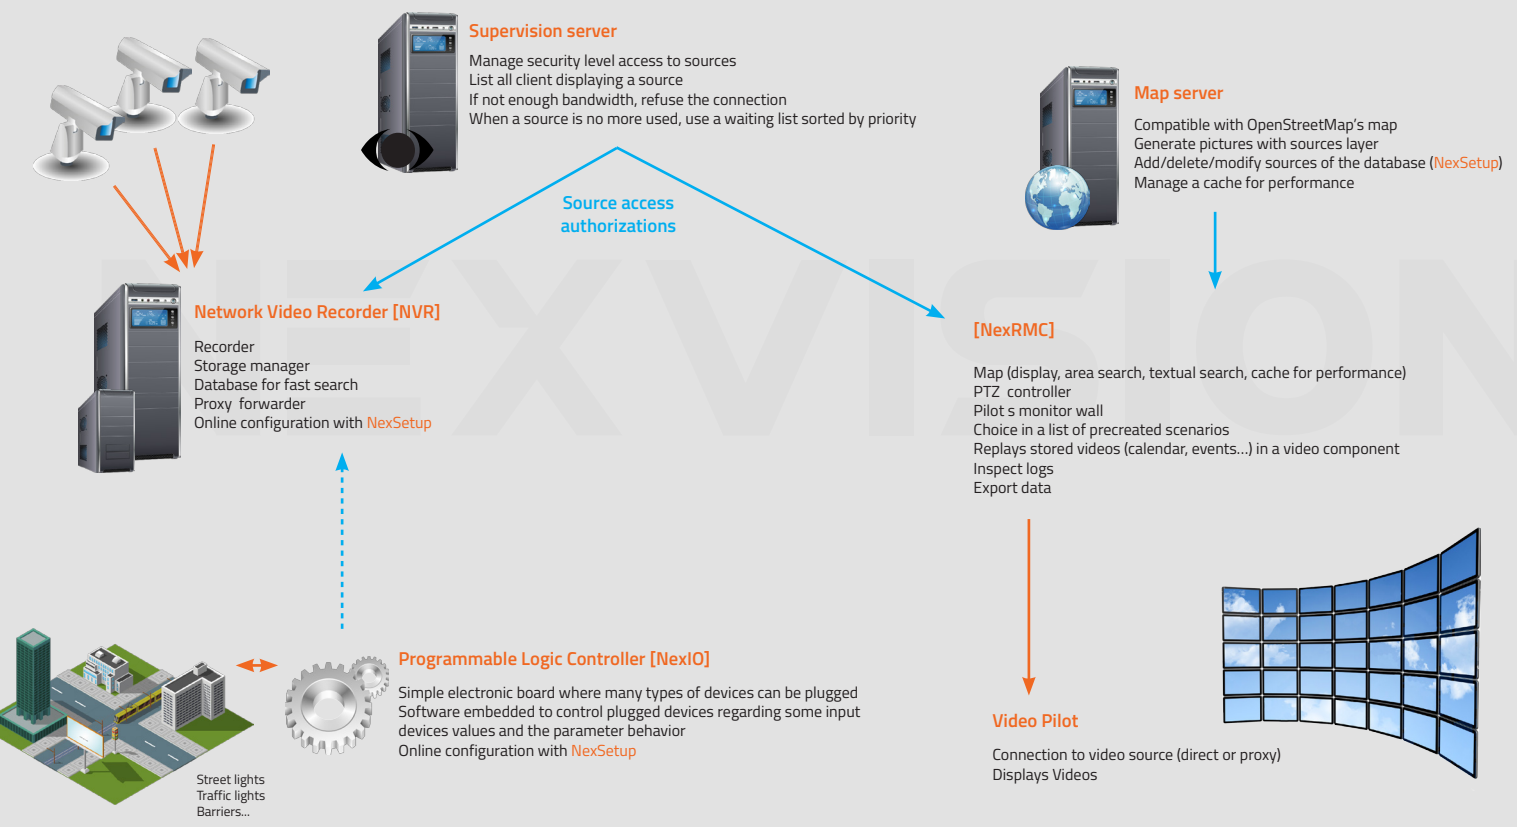 Supervision server
Manage security level access to sources
List all client displaying a source
If not enough bandwidth, refuse the connection
When a source is no more used, use a waiting list sorted by priority
Map server
Compatible with OpenStreetMap's map
Generate pictures with sources layer
Add/delete/modify sources of the database (NexSetup)
Manage a cache for performance
Source access
authorizations
NEXVISION
Network Video Recorder [NVR]
Recorder
Storage manager
Database for fast search
Proxy forwarder
Online configuration with NexSetup
[NexRMC]
Map (display, area search, textual search, cache for performance)
PTZ controller
Pilot s monitor wall
Choice in a list of precreated scenarios
Replays stored videos (calendar, events...) in a video component
Inspect logs
Export data
Programmable Logic Controller [NexIO]
Simple electronic board where many types of devices can be plugged
Software embedded to control plugged devices regarding some input
devices values and the parameter behavior
Online configuration with NexSetup
Street lights
Traffic lights
Barriers...
Video Pilot
Connection to video source (direct or proxy)
Displays Videos